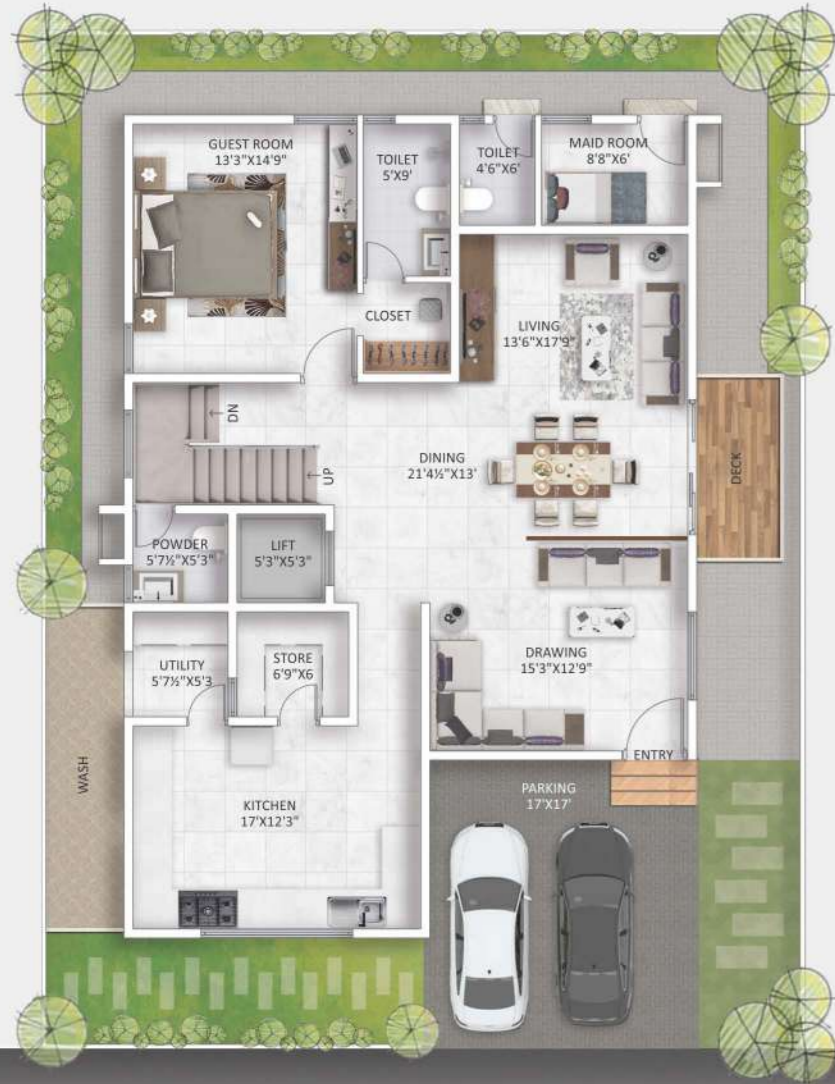 GUEST ROOM
13'3"X14'9"
TOILET
5'X9'
TOILET
4'6"X6'
MAID ROOM
8'8"X6'
CLOSET
LIVING
13'6"X17'9"
DN
UP
DINING
21'4½"X13'
DECK
POWDER
5'7½"X5'3"
LIFT
5'3"X5'3"
UTILITY
5'7½"X5'3
STORE
6'9"X6
DRAWING
15'3"X12'9"
ENTRY
WASH
KITCHEN
17'X12'3"
PARKING
17'X17'